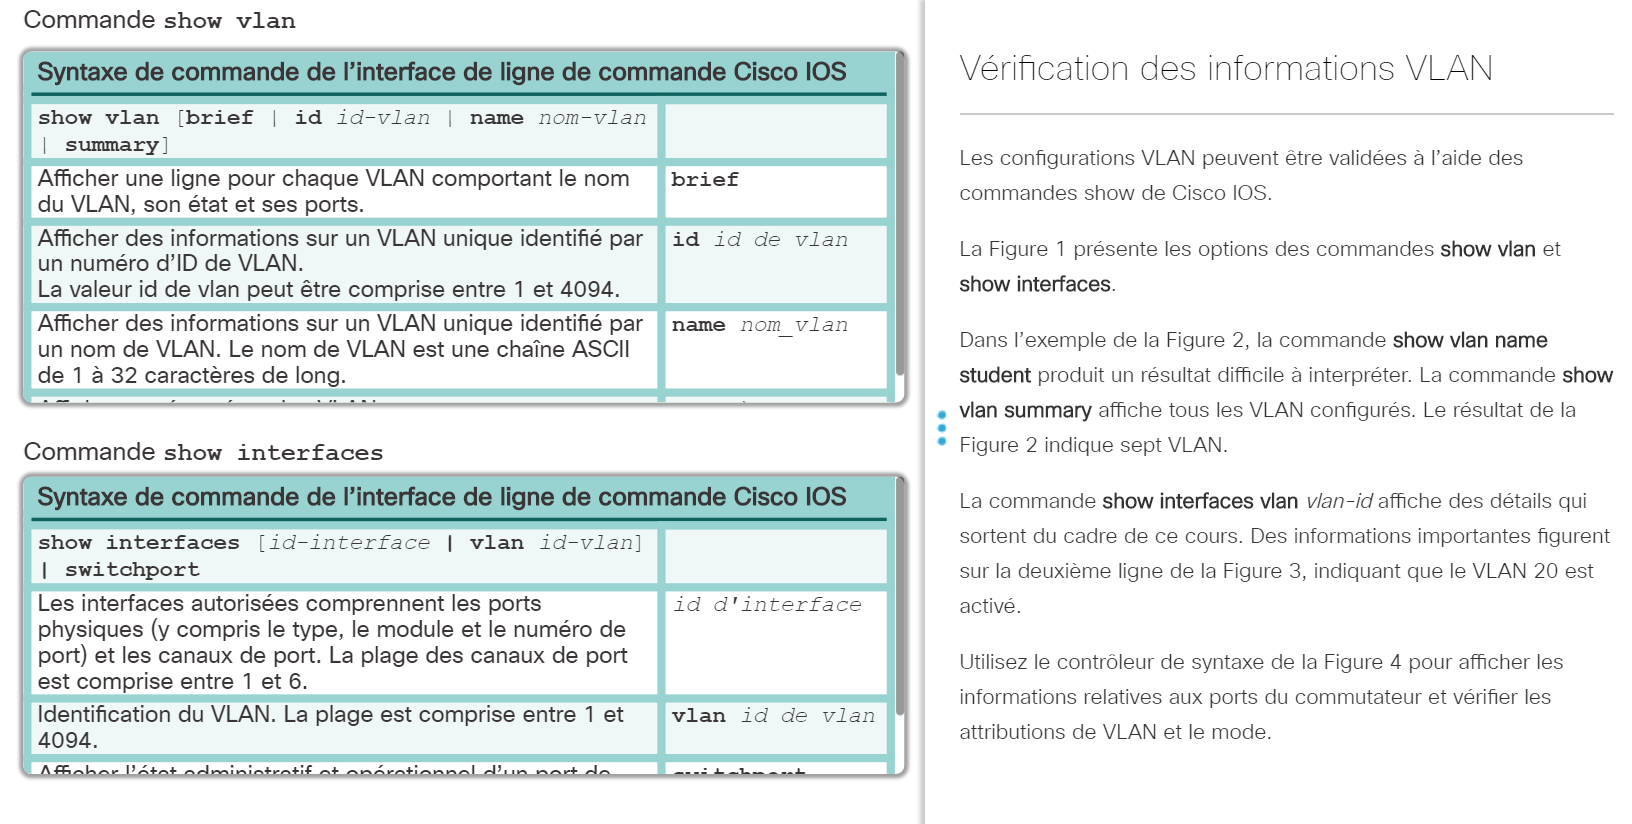 Commande show vlan
Syntaxe de commande de l’interface de ligne de commande Cisco IOS
show vlan [brief | id id-vlan | name nom-vlan
| summary]
Afficher une ligne pour chaque VLAN comportant le nom
du VLAN, son état et ses ports.
brief
Afficher des informations sur un VLAN unique identifié par
un numéro d’ID de VLAN.
La valeur id de vlan peut être comprise entre 1 et 4094.
id id de vlan
Afficher des informations sur un VLAN unique identifié par
un nom de VLAN. Le nom de VLAN est une chaîne ASCII
de 1 à 32 caractères de long.
name nom_vlan
Commande show interfaces
Syntaxe de commande de l’interface de ligne de commande Cisco IOS
show interfaces [id-interface | vlan id-vlan]
| switchport
Les interfaces autorisées comprennent les ports
physiques (y compris le type, le module et le numéro de
port) et les canaux de port. La plage des canaux de port
est comprise entre 1 et 6.
id d'interface
Identification du VLAN. La plage est comprise entre 1 et
4094.
vlan id de vlan
Afficher l’état administratif et opérationnel d’un port de
switchport
Vérification des informations VLAN
Les configurations VLAN peuvent être validées à l’aide des
commandes show de Cisco IOS.
La Figure 1 présente les options des commandes show vlan et
show interfaces.
Dans l’exemple de la Figure 2, la commande show vlan name
student produit un résultat difficile à interpréter. La commande show
vlan summary affiche tous les VLAN configurés. Le résultat de la
Figure 2 indique sept VLAN.
La commande show interfaces vlan vlan-id affiche des détails qui
sortent du cadre de ce cours. Des informations importantes figurent
sur la deuxième ligne de la Figure 3, indiquant que le VLAN 20 est
activé.
Utilisez le contrôleur de syntaxe de la Figure 4 pour afficher les
informations relatives aux ports du commutateur et vérifier les
attributions de VLAN et le mode.